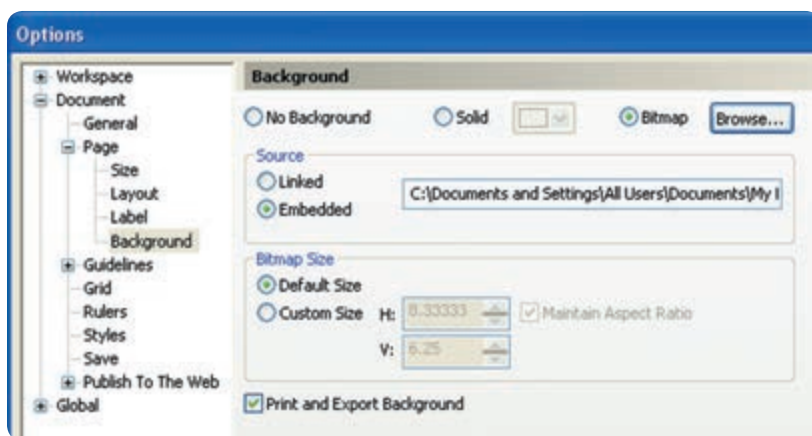 Options
Workspace
Document
General
Page
Size
Layout
Label
Background
Guidelines
Grid
Rulers
Styles
Save
Publish To The Web
Global
Background
No Background Solid Bitmap Browse...
Source
Linked
Embedded
C:\Documents and Settings\All Users\Documents\My I
Bitmap Size
Default Size
Custom Size H: 8.33333 Maintain Aspect Ratio
V: 6.25
Print and Export Background